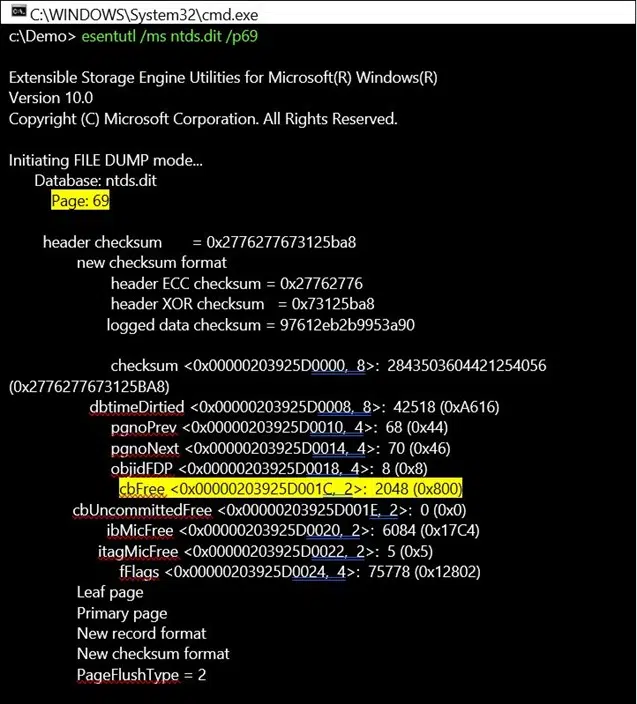 C:\WINDOWS\System32\cmd.exe
c:\Demo> esentutl /ms ntds.dit /p69
Extensible Storage Engine Utilities for Microsoft(R) Windows(R)
Version 10.0
Copyright (C) Microsoft Corporation. All Rights Reserved.
Initiating FILE DUMP mode...
Database: ntds.dit
Page: 69
header checksum = 0x2776277673125ba8
new checksum format
header ECC checksum = 0x27762776
header XOR checksum = 0x73125ba8
logged data checksum = 97612eb2b9953a90
checksum <0x00000203925D0000, 8>: 2843503604421254056
(0x2776277673125BA8)
dbtimeDirtied <0x00000203925D0008, 8>: 42518 (0xA616)
pgnoPrev <0x00000203925D0010, 4>: 68 (0x44)
pgnoNext <0x00000203925D0014, 4>: 70 (0x46)
objidFDP <0x00000203925D0018, 4>: 8 (0x8)
cbFree <0x00000203925D001C, 2>: 2048 (0x800)
cbUncommittedFree <0x00000203925D001E, 2>: 0 (0x0)
ibMicFree <0x00000203925D0020, 2>: 6084 (0x17C4)
itagMicFree <0x00000203925D0022, 2>: 5 (0x5)
fFlags <0x00000203925D0024, 4>: 75778 (0x12802)
Leaf page
Primary page
New record format
New checksum format
PageFlushType = 2